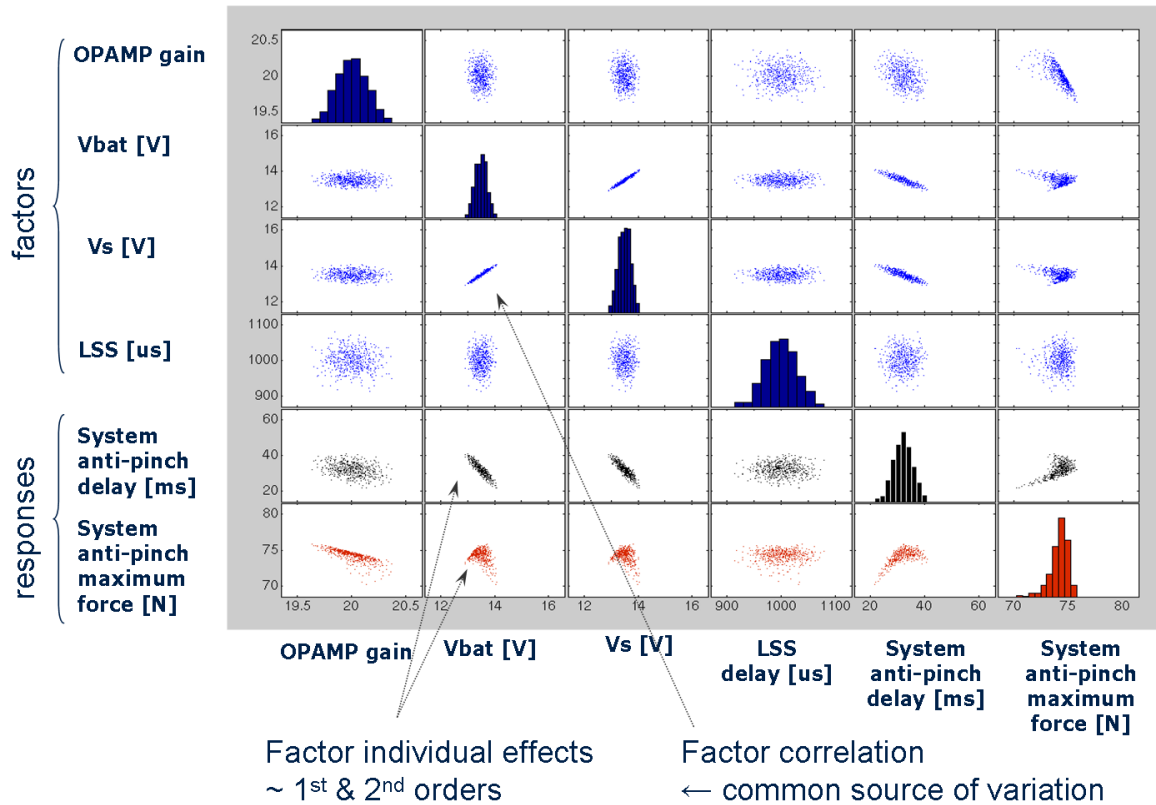 factors
responses
OPAMP gain
Vbat [V]
Vs [V]
LSS [us]
System
anti-pinch
delay [ms]
System
anti-pinch
maximum
force [N]
20.5
20
19.5
16
14
12
16
14
12
1100
1000
900
60
40
20
80
75
70
19.5 20 20.5
12 14 16
12 14 16
900 1000 1100
20 40 60
70 75 80
OPAMP gain
Vbat [V]
Vs [V]
LSS
delay [us]
System
anti-pinch
delay [ms]
System
anti-pinch
maximum
force [N]
Factor individual effects
~ 1st & 2nd orders
Factor correlation
← common source of variation